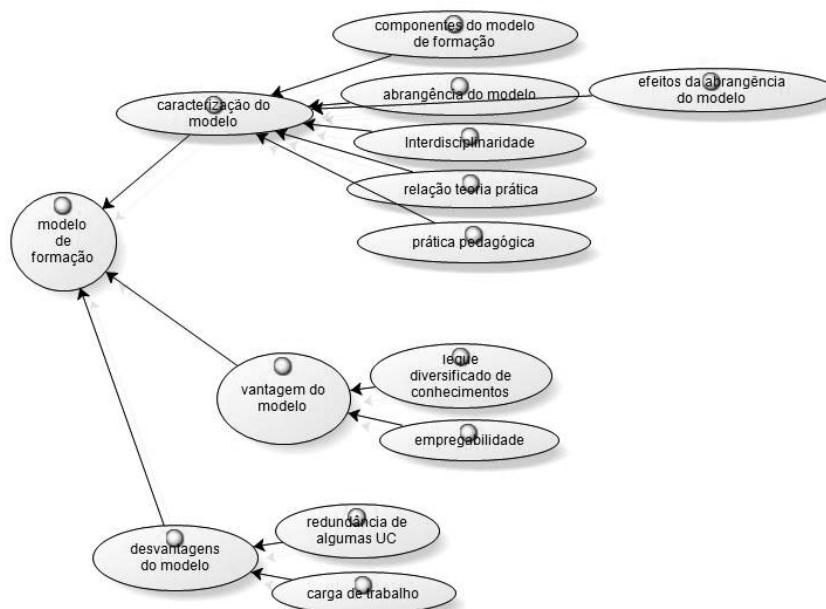 componentes do modelo
de formação
caracterização do
modelo
abrangência do modelo
efeitos da abrangência
do modelo
Interdisciplinaridade
relação teoria prática
prática pedagógica
modelo
de
formação
vantagem do
modelo
leque
diversificado de
conhecimentos
empregabilidade
desvantagens
do modelo
redundância de
algumas UC
carga de trabalho